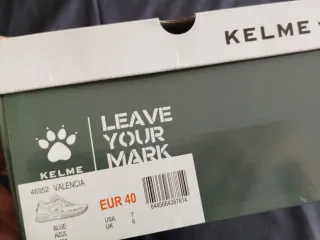 KELME
LEAVE
YOUR
MARK
KELME
46952 VALENCIA
EUR 40
USA 7
UK 6
BLUE
AZUL